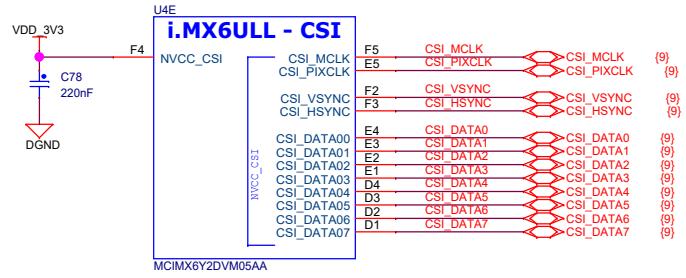 U4E
i.MX6ULL - CSI
VDD_3V3
F4
NVCC_CSI
C78
220nF
DGND
NVCC_CSI
CSI_MCLK F5 CSI_MCLK CSI_MCLK {9}
CSI_PIXCLK E5 CSI_PIXCLK CSI_PIXCLK {9}
CSI_VSYNC F2 CSI_VSYNC CSI_VSYNC {9}
CSI_HSYNC F3 CSI_HSYNC CSI_HSYNC {9}
CSI_DATA00 E4 CSI_DATA0 CSI_DATA0 {9}
CSI_DATA01 E3 CSI_DATA1 CSI_DATA1 {9}
CSI_DATA02 E2 CSI_DATA2 CSI_DATA2 {9}
CSI_DATA03 E1 CSI_DATA3 CSI_DATA3 {9}
CSI_DATA04 D4 CSI_DATA4 CSI_DATA4 {9}
CSI_DATA05 D3 CSI_DATA5 CSI_DATA5 {9}
CSI_DATA06 D2 CSI_DATA6 CSI_DATA6 {9}
CSI_DATA07 D1 CSI_DATA7 CSI_DATA7 {9}
MCIMX6Y2DVM05AA